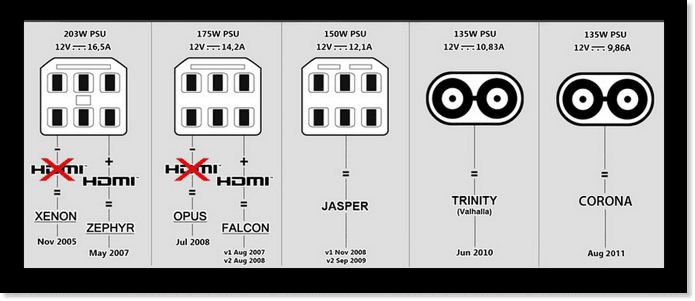 203W PSU
12V ⎓ 16,5A
-
HDMI
=
XENON
Nov 2005
+
HDMI
=
ZEPHYR
May 2007
175W PSU
12V ⎓ 14,2A
-
HDMI
=
OPUS
Jul 2008
+
HDMI
=
FALCON
v1 Aug 2007
v2 Aug 2008
150W PSU
12V ⎓ 12,1A
=
JASPER
v1 Nov 2008
v2 Sep 2009
135W PSU
12V ⎓ 10,83A
=
TRINITY
(Valhalla)
Jun 2010
135W PSU
12V ⎓ 9,86A
=
CORONA
Aug 2011